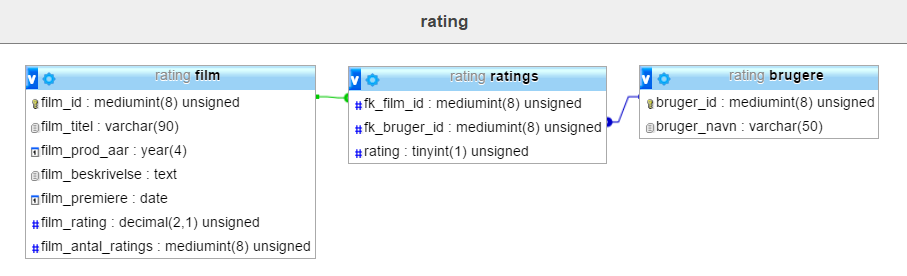 rating
rating film
film_id : mediumint(8) unsigned
film_titel : varchar(90)
film_prod_aar : year(4)
film_beskrivelse : text
film_premiere : date
film_rating : decimal(2,1) unsigned
film_antal_ratings : mediumint(8) unsigned
rating ratings
fk_film_id : mediumint(8) unsigned
fk_bruger_id : mediumint(8) unsigned
rating : tinyint(1) unsigned
rating brugere
bruger_id : mediumint(8) unsigned
bruger_navn : varchar(50)